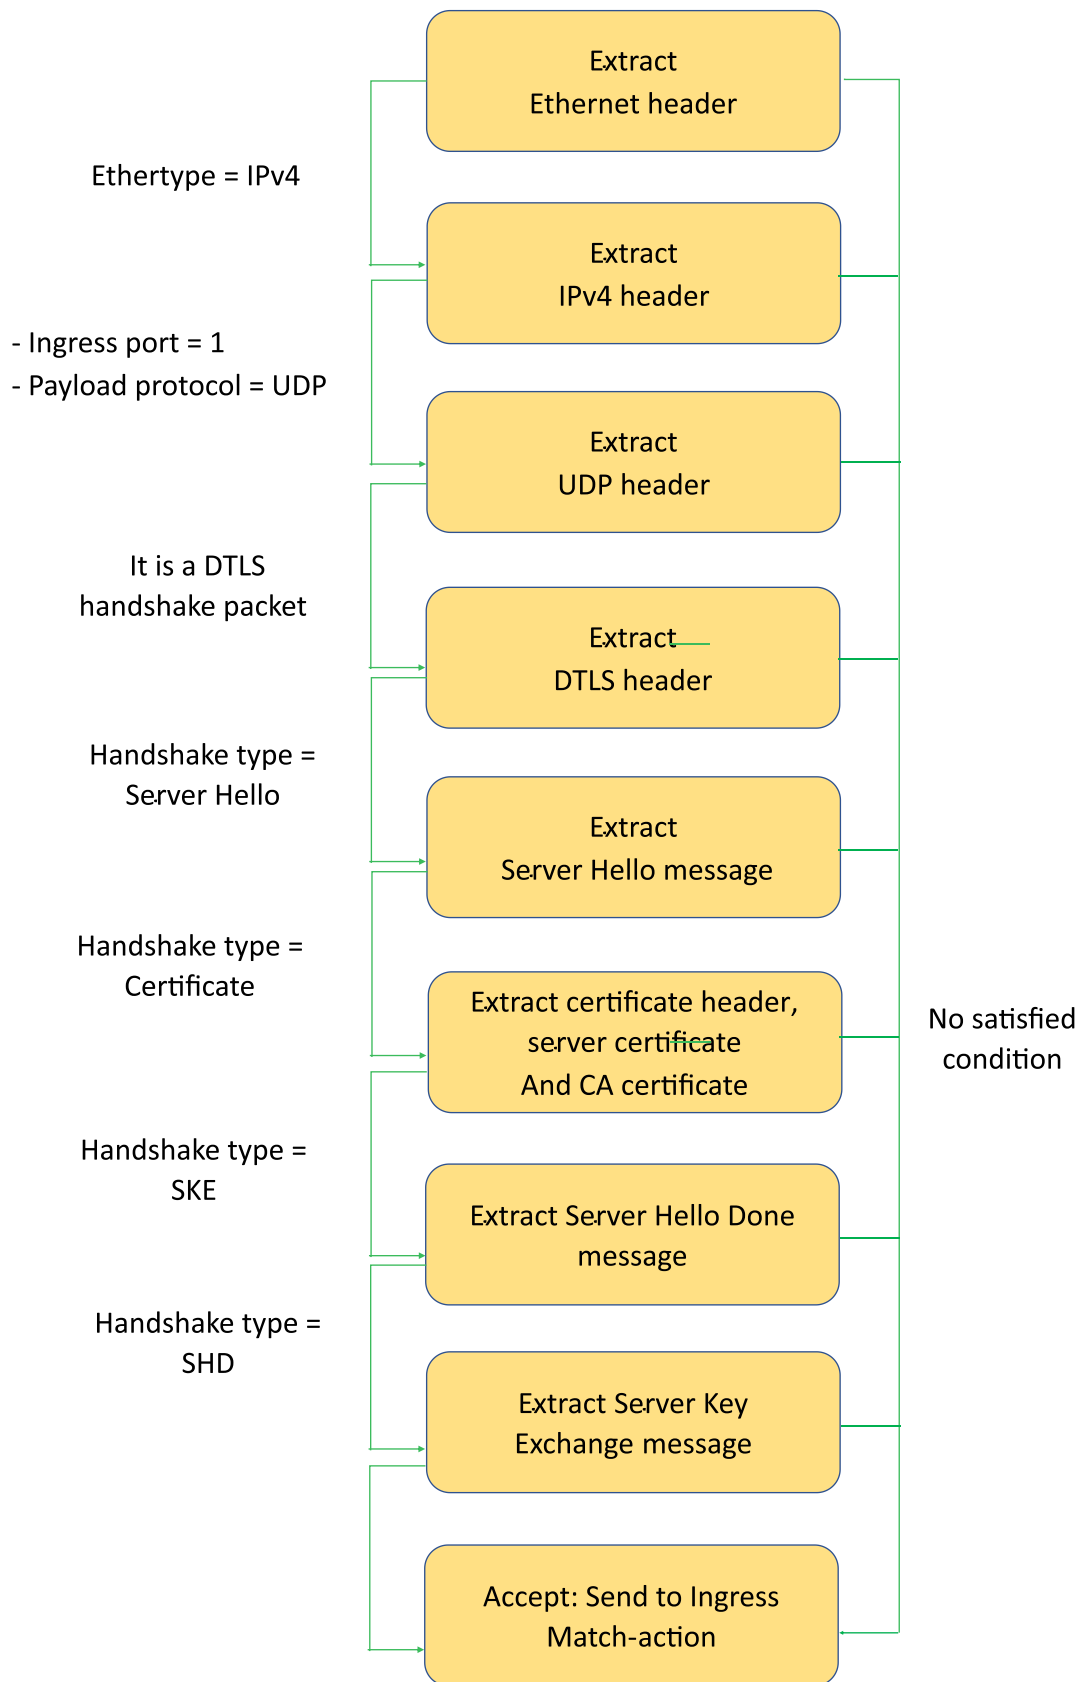 Extract
Ethernet header
Ethertype = IPv4
Extract
IPv4 header
- Ingress port = 1
- Payload protocol = UDP
Extract
UDP header
It is a DTLS
handshake packet
Extract
DTLS header
Handshake type =
Server Hello
Extract
Server Hello message
Handshake type =
Certificate
Extract certificate header,
server certificate
And CA certificate
No satisfied
condition
Handshake type =
SKE
Extract Server Hello Done
message
Handshake type =
SHD
Extract Server Key
Exchange message
Accept: Send to Ingress
Match-action